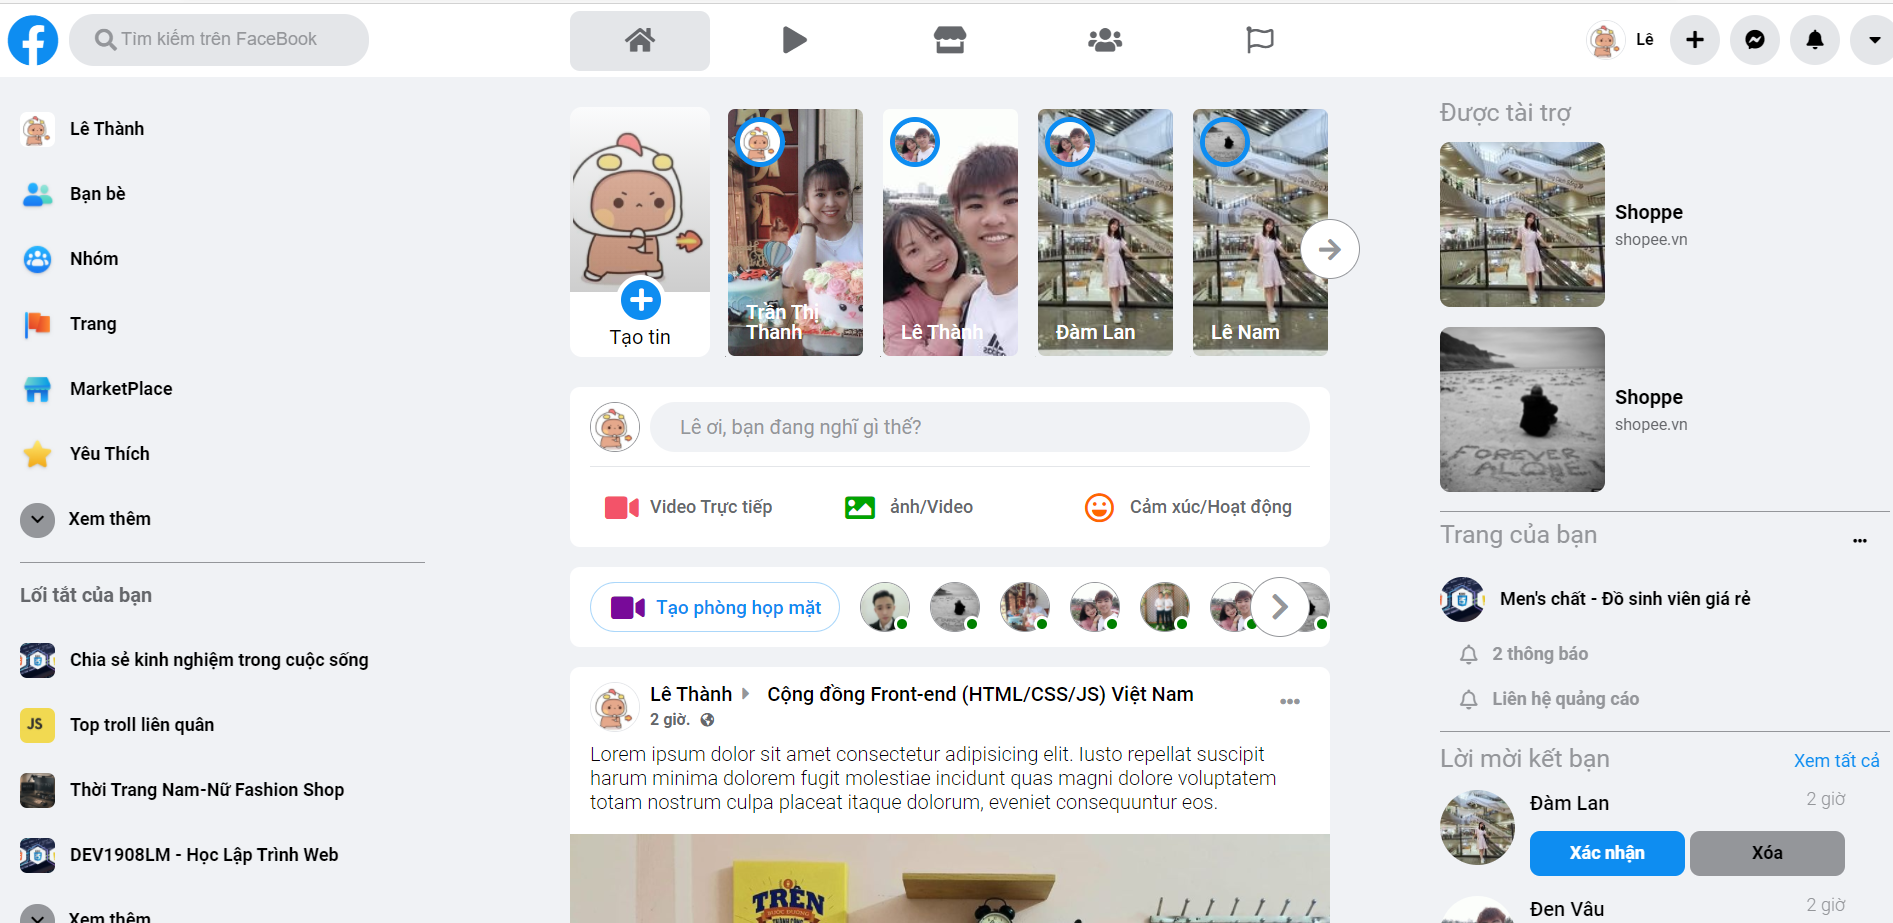 Tìm kiếm trên FaceBook
Lê
Lê Thành
Bạn bè
Nhóm
Trang
MarketPlace
Yêu Thích
Xem thêm
Lối tắt của bạn
Chia sẻ kinh nghiệm trong cuộc sống
JS
Top troll liên quân
Thời Trang Nam-Nữ Fashion Shop
DEV1908LM - Học Lập Trình Web
Xem thêm
Tạo tin
Trần Thị
Thanh
Lê Thành
Đàm Lan
Lê Nam
Lê ơi, bạn đang nghĩ gì thế?
Video Trực tiếp
ảnh/Video
Cảm xúc/Hoạt động
Tạo phòng họp mặt
Lê Thành
Cộng đồng Front-end (HTML/CSS/JS) Việt Nam
2 giờ.
Lorem ipsum dolor sit amet consectetur adipisicing elit. Iusto repellat suscipit
harum minima dolorem fugit molestiae incidunt quas magni dolore voluptatem
totam nostrum culpa placeat itaque dolorum, eveniet consequuntur eos.
TRÊN
Được tài trợ
Shoppe
shopee.vn
FOREVER
ALONE
Shoppe
shopee.vn
Trang của bạn
Men's chất - Đồ sinh viên giá rẻ
2 thông báo
Liên hệ quảng cáo
Lời mời kết bạn
Xem tất cả
Đàm Lan
2 giờ
Xác nhận
Xóa
Đen Vâu
2 giờ